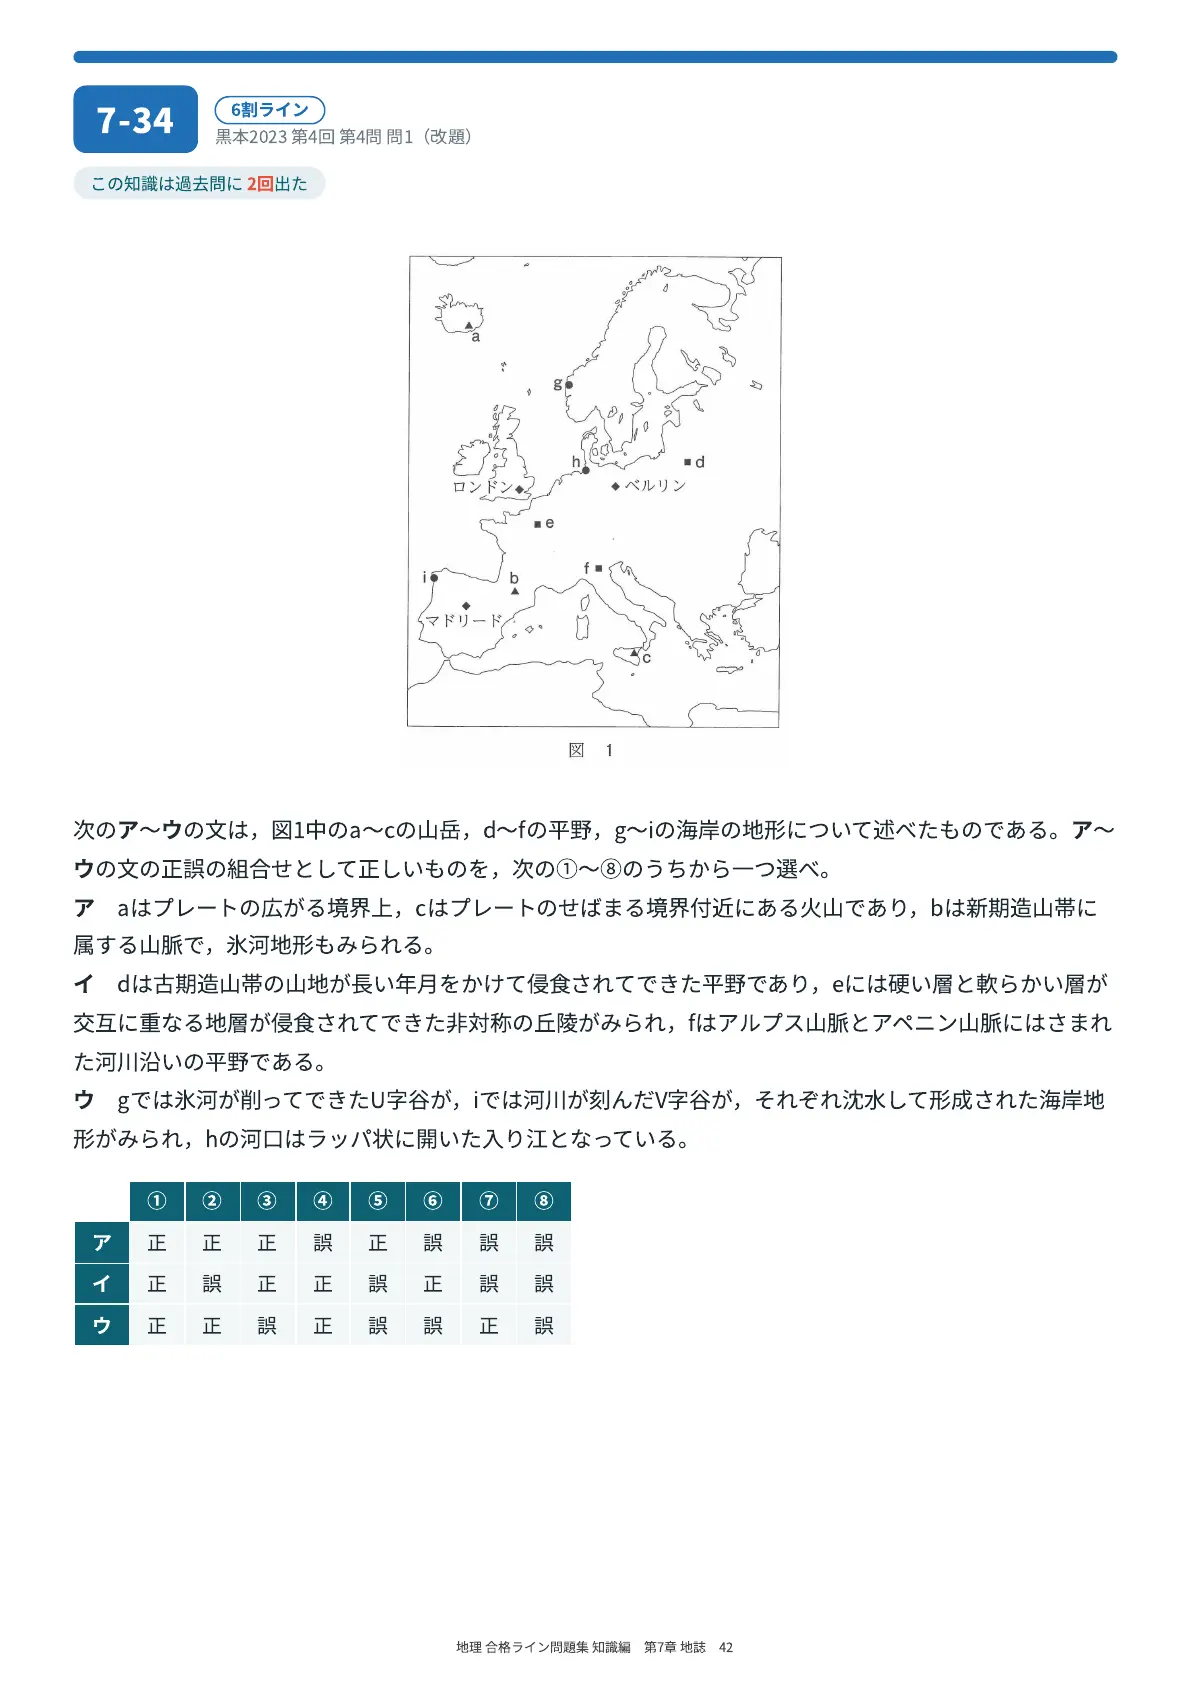 7-34
6割ライン
黒本2023 第4回 第4問 問1（改題）
この知識は過去問に 2回出た
a
g
h
d
ロンドン
ベルリン
e
f
i
b
マドリード
c
図 1
次のア～ウの文は，図1中のa～cの山岳，d～fの平野，g～iの海岸の地形について述べたものである。ア～
ウの文の正誤の組合せとして正しいものを，次の①～⑧のうちから一つ選べ。
ア　aはプレートの広がる境界上，cはプレートのせばまる境界付近にある火山であり，bは新期造山帯に
属する山脈で，氷河地形もみられる。
イ　dは古期造山帯の山地が長い年月をかけて侵食されてできた平野であり，eには硬い層と軟らかい層が
交互に重なる地層が侵食されてできた非対称の丘陵がみられ，fはアルプス山脈とアペニン山脈にはさまれ
た河川沿いの平野である。
ウ　gでは氷河が削ってできたU字谷が，iでは河川が刻んだV字谷が，それぞれ沈水して形成された海岸地
形がみられ，hの河口はラッパ状に開いた入り江となっている。
① ② ③ ④ ⑤ ⑥ ⑦ ⑧
ア 正 正 正 誤 正 誤 誤 誤
イ 正 誤 正 正 誤 正 誤 誤
ウ 正 正 誤 正 誤 誤 正 誤
地理 合格ライン問題集 知識編　第7章 地誌　42